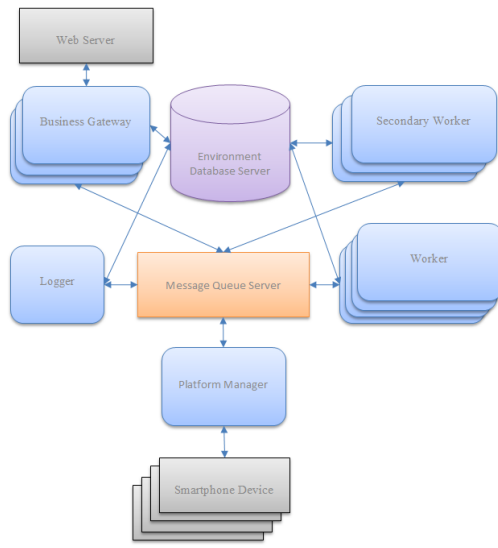 Web Server
Business Gateway
Secondary Worker
Environment
Database Server
Logger
Message Queue Server
Worker
Platform Manager
Smartphone Device